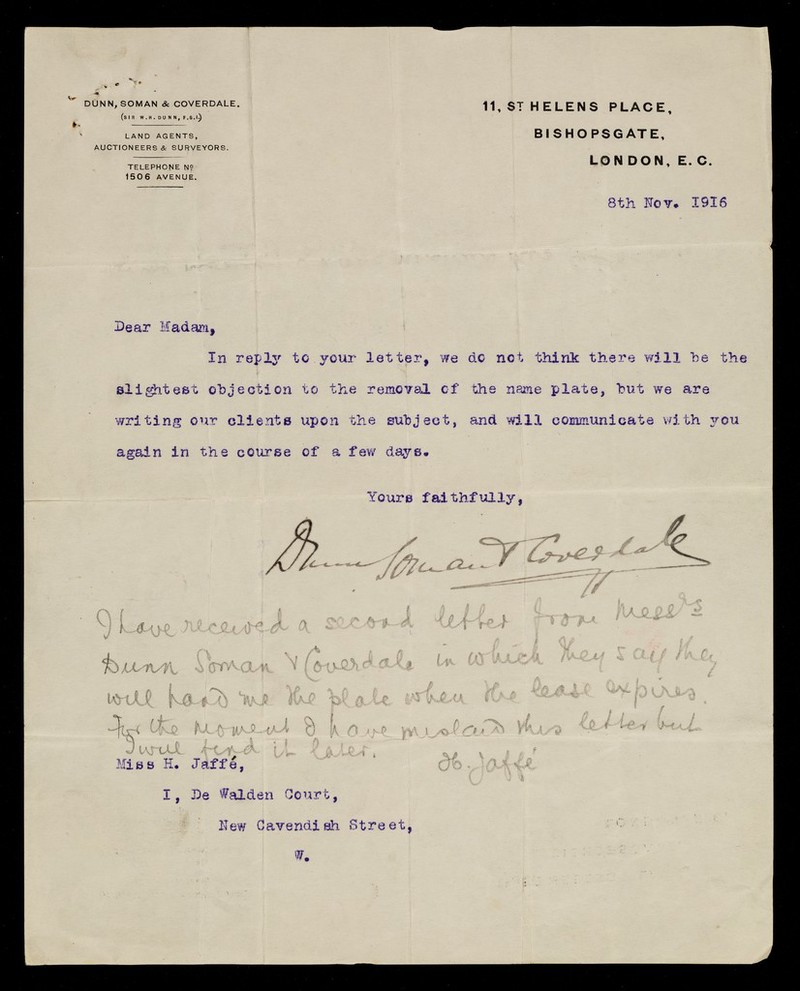 DUNN, SOMAN & COVERDALE.
(SIR W.H. DUNN, F.S.I.)
LAND AGENTS,
AUCTIONEERS & SURVEYORS.
TELEPHONE Nº
1506 AVENUE.
11, ST HELENS PLACE,
BISHOPSGATE,
LONDON, E.C.
8th Nov. I9I6
Dear Madam,
In reply to your letter, we do not think there will be the
slightest objection to the removal of the name plate, but we are
writing our clients upon the subject, and will communicate with you
again in the course of a few days.
Yours faithfully,
Dunn Soman & Coverdale
I have received a second letter from Messrs
Dunn Soman & Coverdale in which they say they
will hand me the plate when the lease expires.
For the moment I have mislaid this letter but
I will find it later. H. Jaffé
Miss H. Jaffé,
I, De Walden Court,
New Cavendish Street,
W.